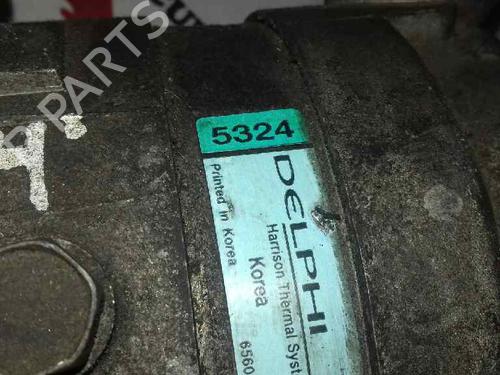 5324
DELPHI
Harrison Thermal Syst
Korea
Printed in Korea
6560
PARTS